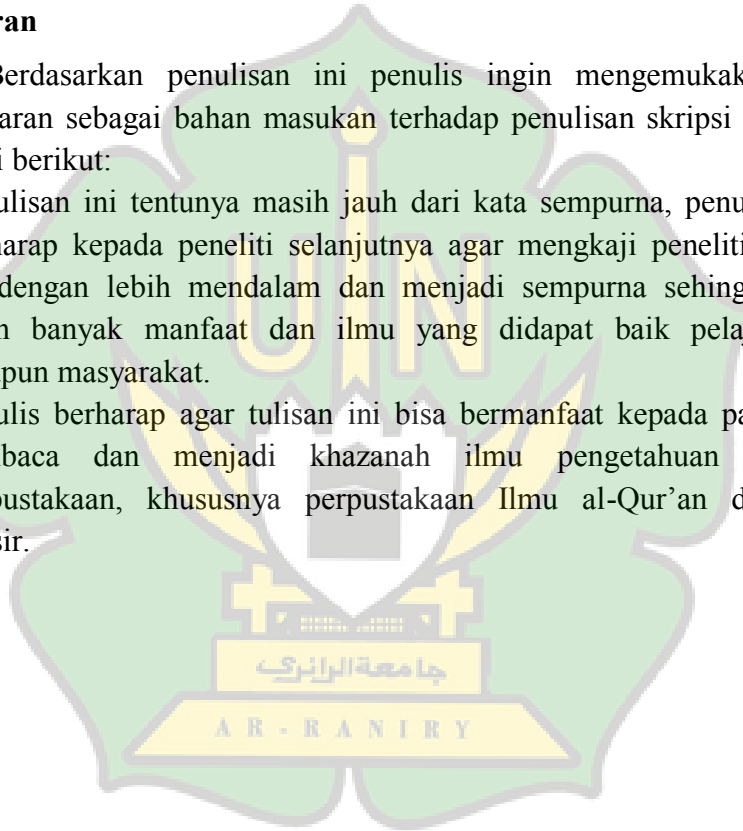 ran
Berdasarkan penulisan ini penulis ingin mengemukak
aran sebagai bahan masukan terhadap penulisan skripsi
i berikut:
ulisan ini tentunya masih jauh dari kata sempurna, penu
harap kepada peneliti selanjutnya agar mengkaji peneliti
dengan lebih mendalam dan menjadi sempurna sehing
n banyak manfaat dan ilmu yang didapat baik pela
pun masyarakat.
ulis berharap agar tulisan ini bisa bermanfaat kepada pa
baca dan menjadi khazanah ilmu pengetahuan
pustakaan, khususnya perpustakaan Ilmu al-Qur’an d
sir.
UIN
جامعة الرانري
AR-RANIRY